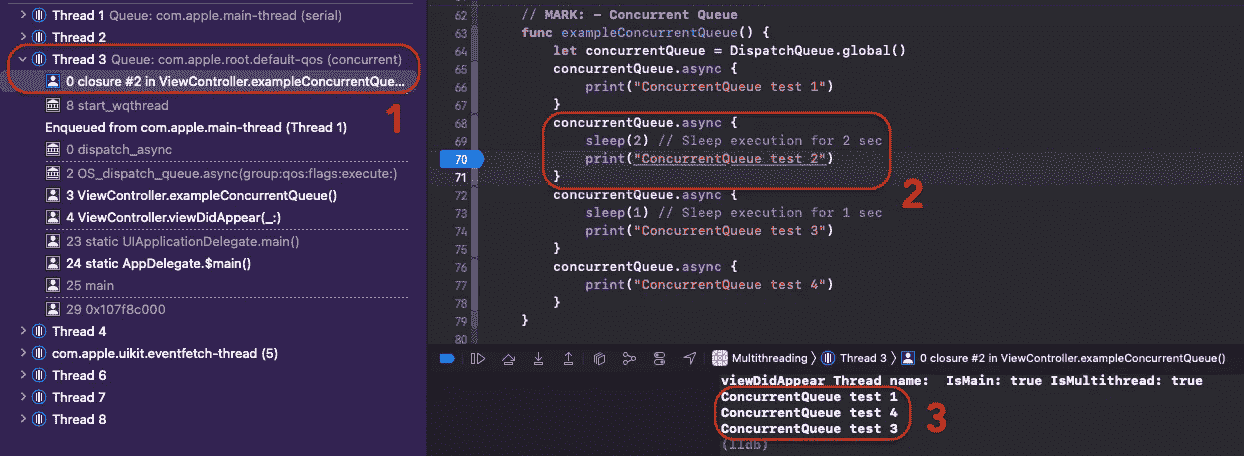 Thread 1 Queue: com.apple.main-thread (serial)
Thread 2
Thread 3 Queue: com.apple.root.default-qos (concurrent)
0 closure #2 in ViewController.exampleConcurrentQue...
8 start_wqthread
Enqueued from com.apple.main-thread (Thread 1)
0 dispatch_async
2 OS_dispatch_queue.async(group:qos:flags:execute:)
3 ViewController.exampleConcurrentQueue()
4 ViewController.viewDidAppear(_:)
23 static UIApplicationDelegate.main()
24 static AppDelegate.$main()
25 main
29 0x107f8c000
Thread 4
com.apple.uikit.eventfetch-thread (5)
Thread 6
Thread 7
Thread 8
1
62 // MARK: - Concurrent Queue
63 func exampleConcurrentQueue() {
64 let concurrentQueue = DispatchQueue.global()
65 concurrentQueue.async {
66 print("ConcurrentQueue test 1")
67 }
68 concurrentQueue.async {
69 sleep(2) // Sleep execution for 2 sec
70 print("ConcurrentQueue test 2")
71 }
72 concurrentQueue.async {
73 sleep(1) // Sleep execution for 1 sec
74 print("ConcurrentQueue test 3")
75 }
76 concurrentQueue.async {
77 print("ConcurrentQueue test 4")
78 }
79 }
80
2
Multithreading 〉 Thread 3 〉 0 closure #2 in ViewController.exampleConcurrentQueue()
viewDidAppear Thread name:  IsMain: true IsMultithread: true
ConcurrentQueue test 1
ConcurrentQueue test 4
ConcurrentQueue test 3
(lldb)
3